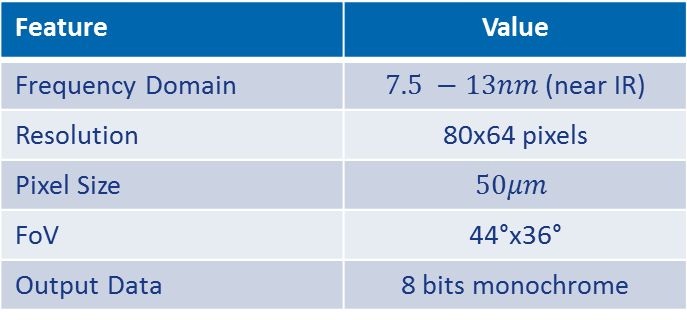 Feature Value
Frequency Domain 7.5 − 13nm (near IR)
Resolution 80x64 pixels
Pixel Size 50μm
FoV 44°x36°
Output Data 8 bits monochrome